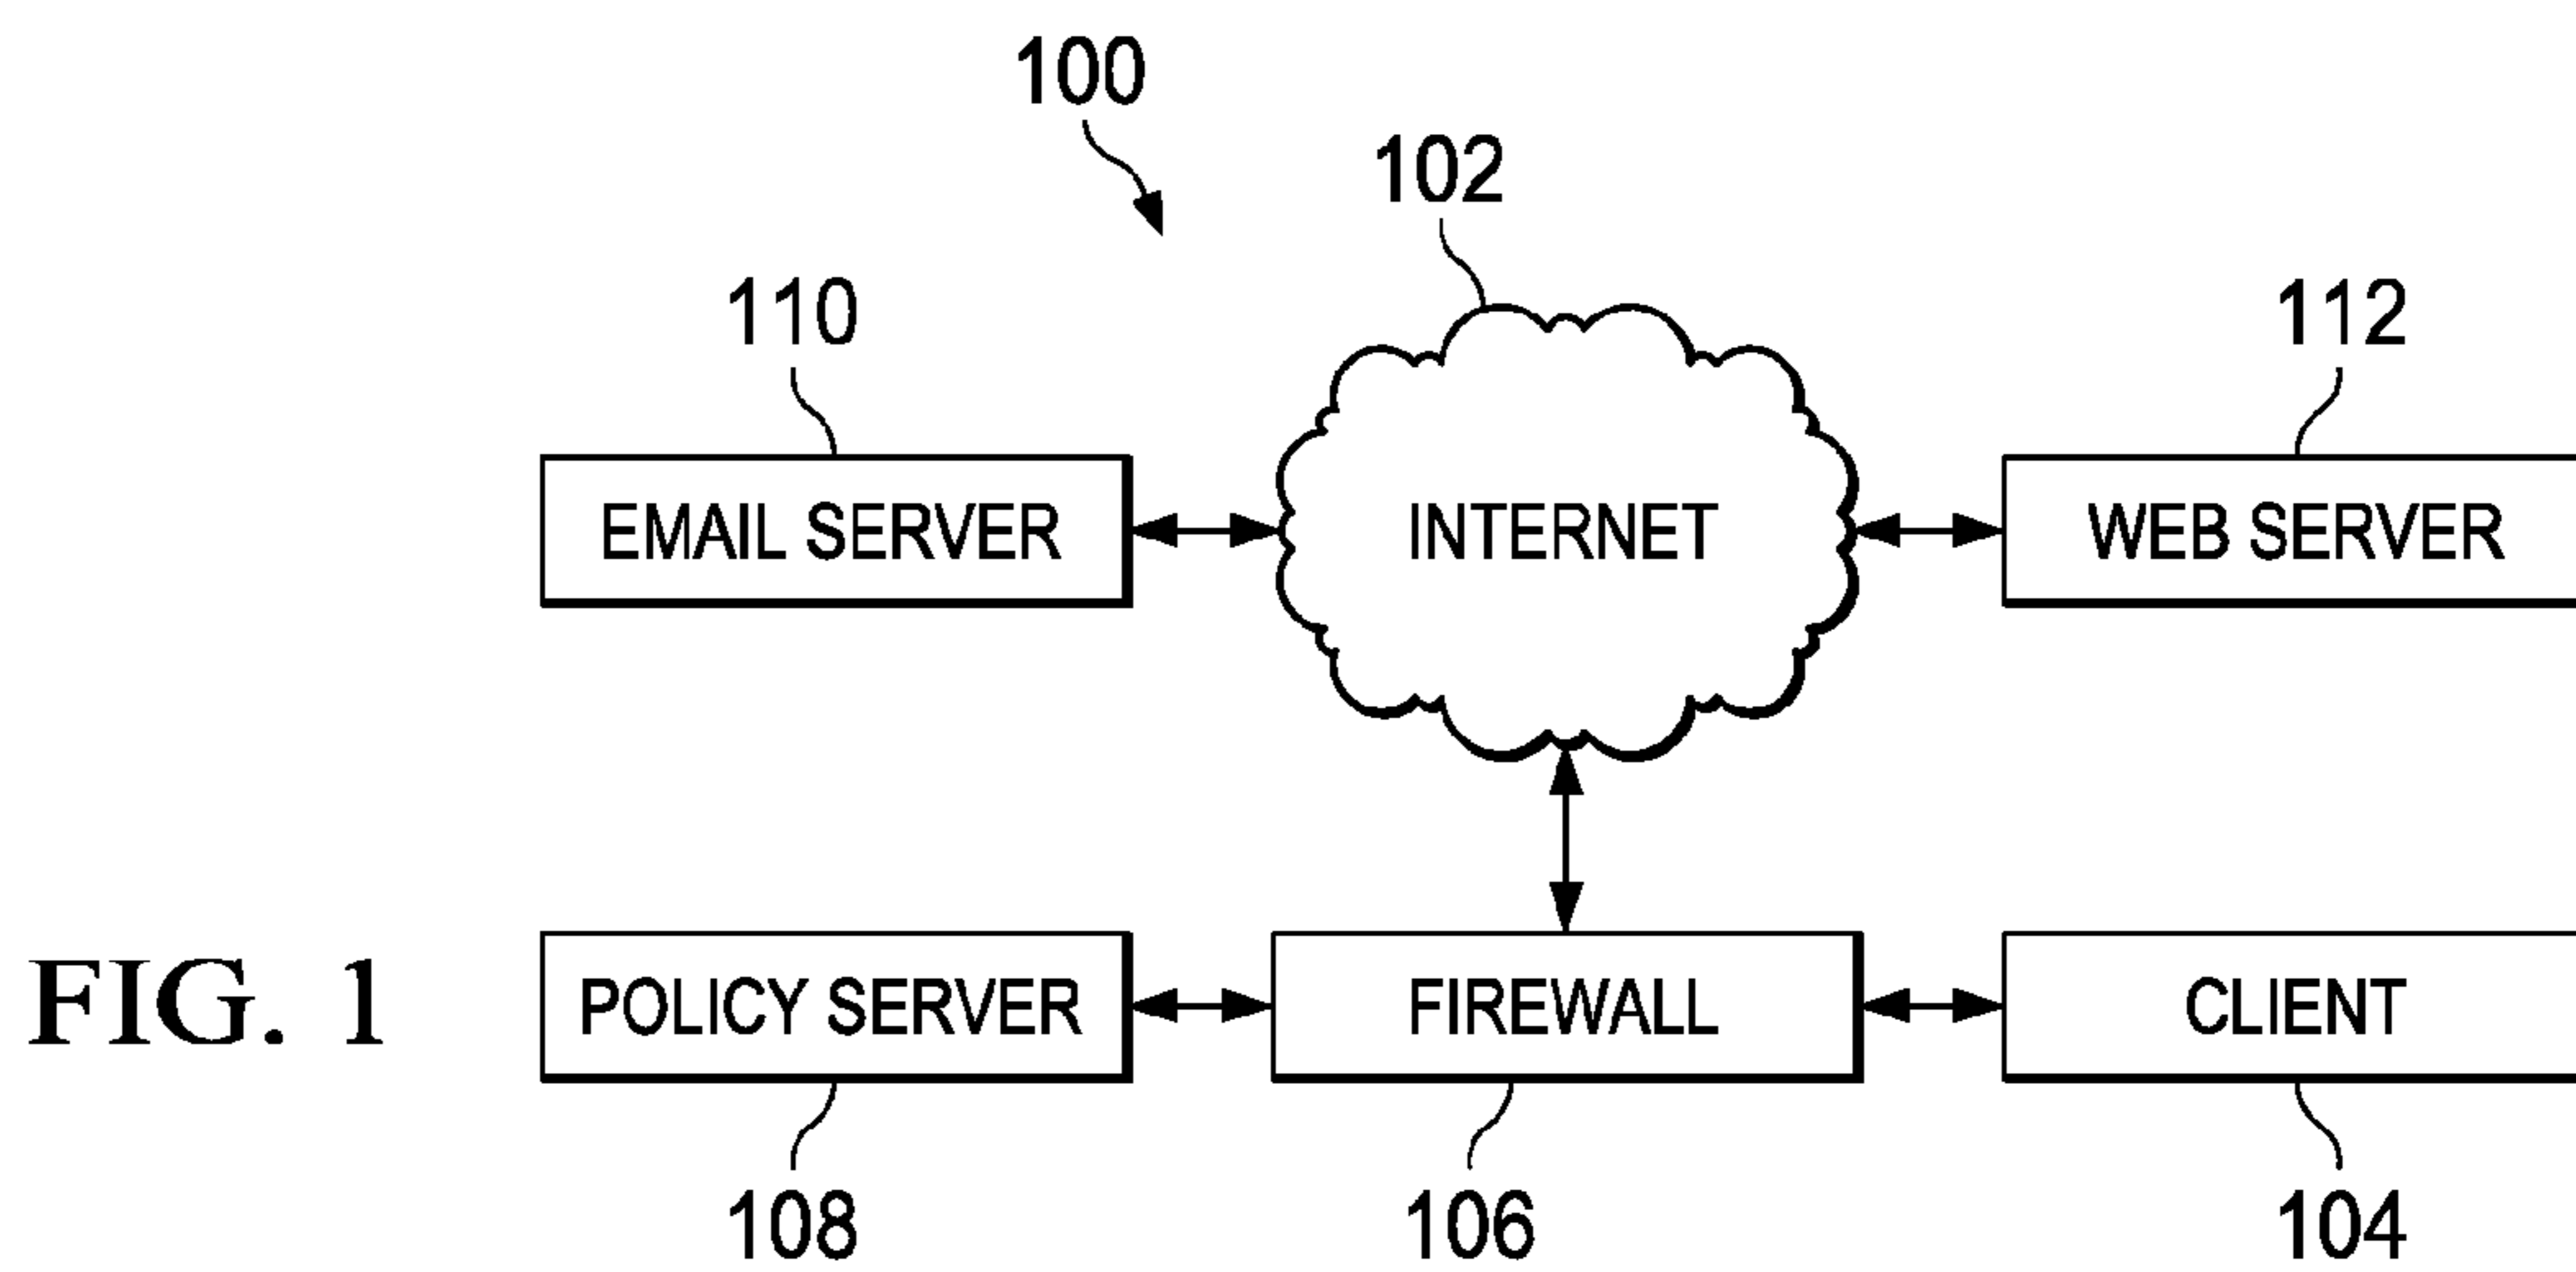 100
102
110
112
EMAIL SERVER
INTERNET
WEB SERVER
FIG. 1
POLICY SERVER
FIREWALL
CLIENT
108
106
104